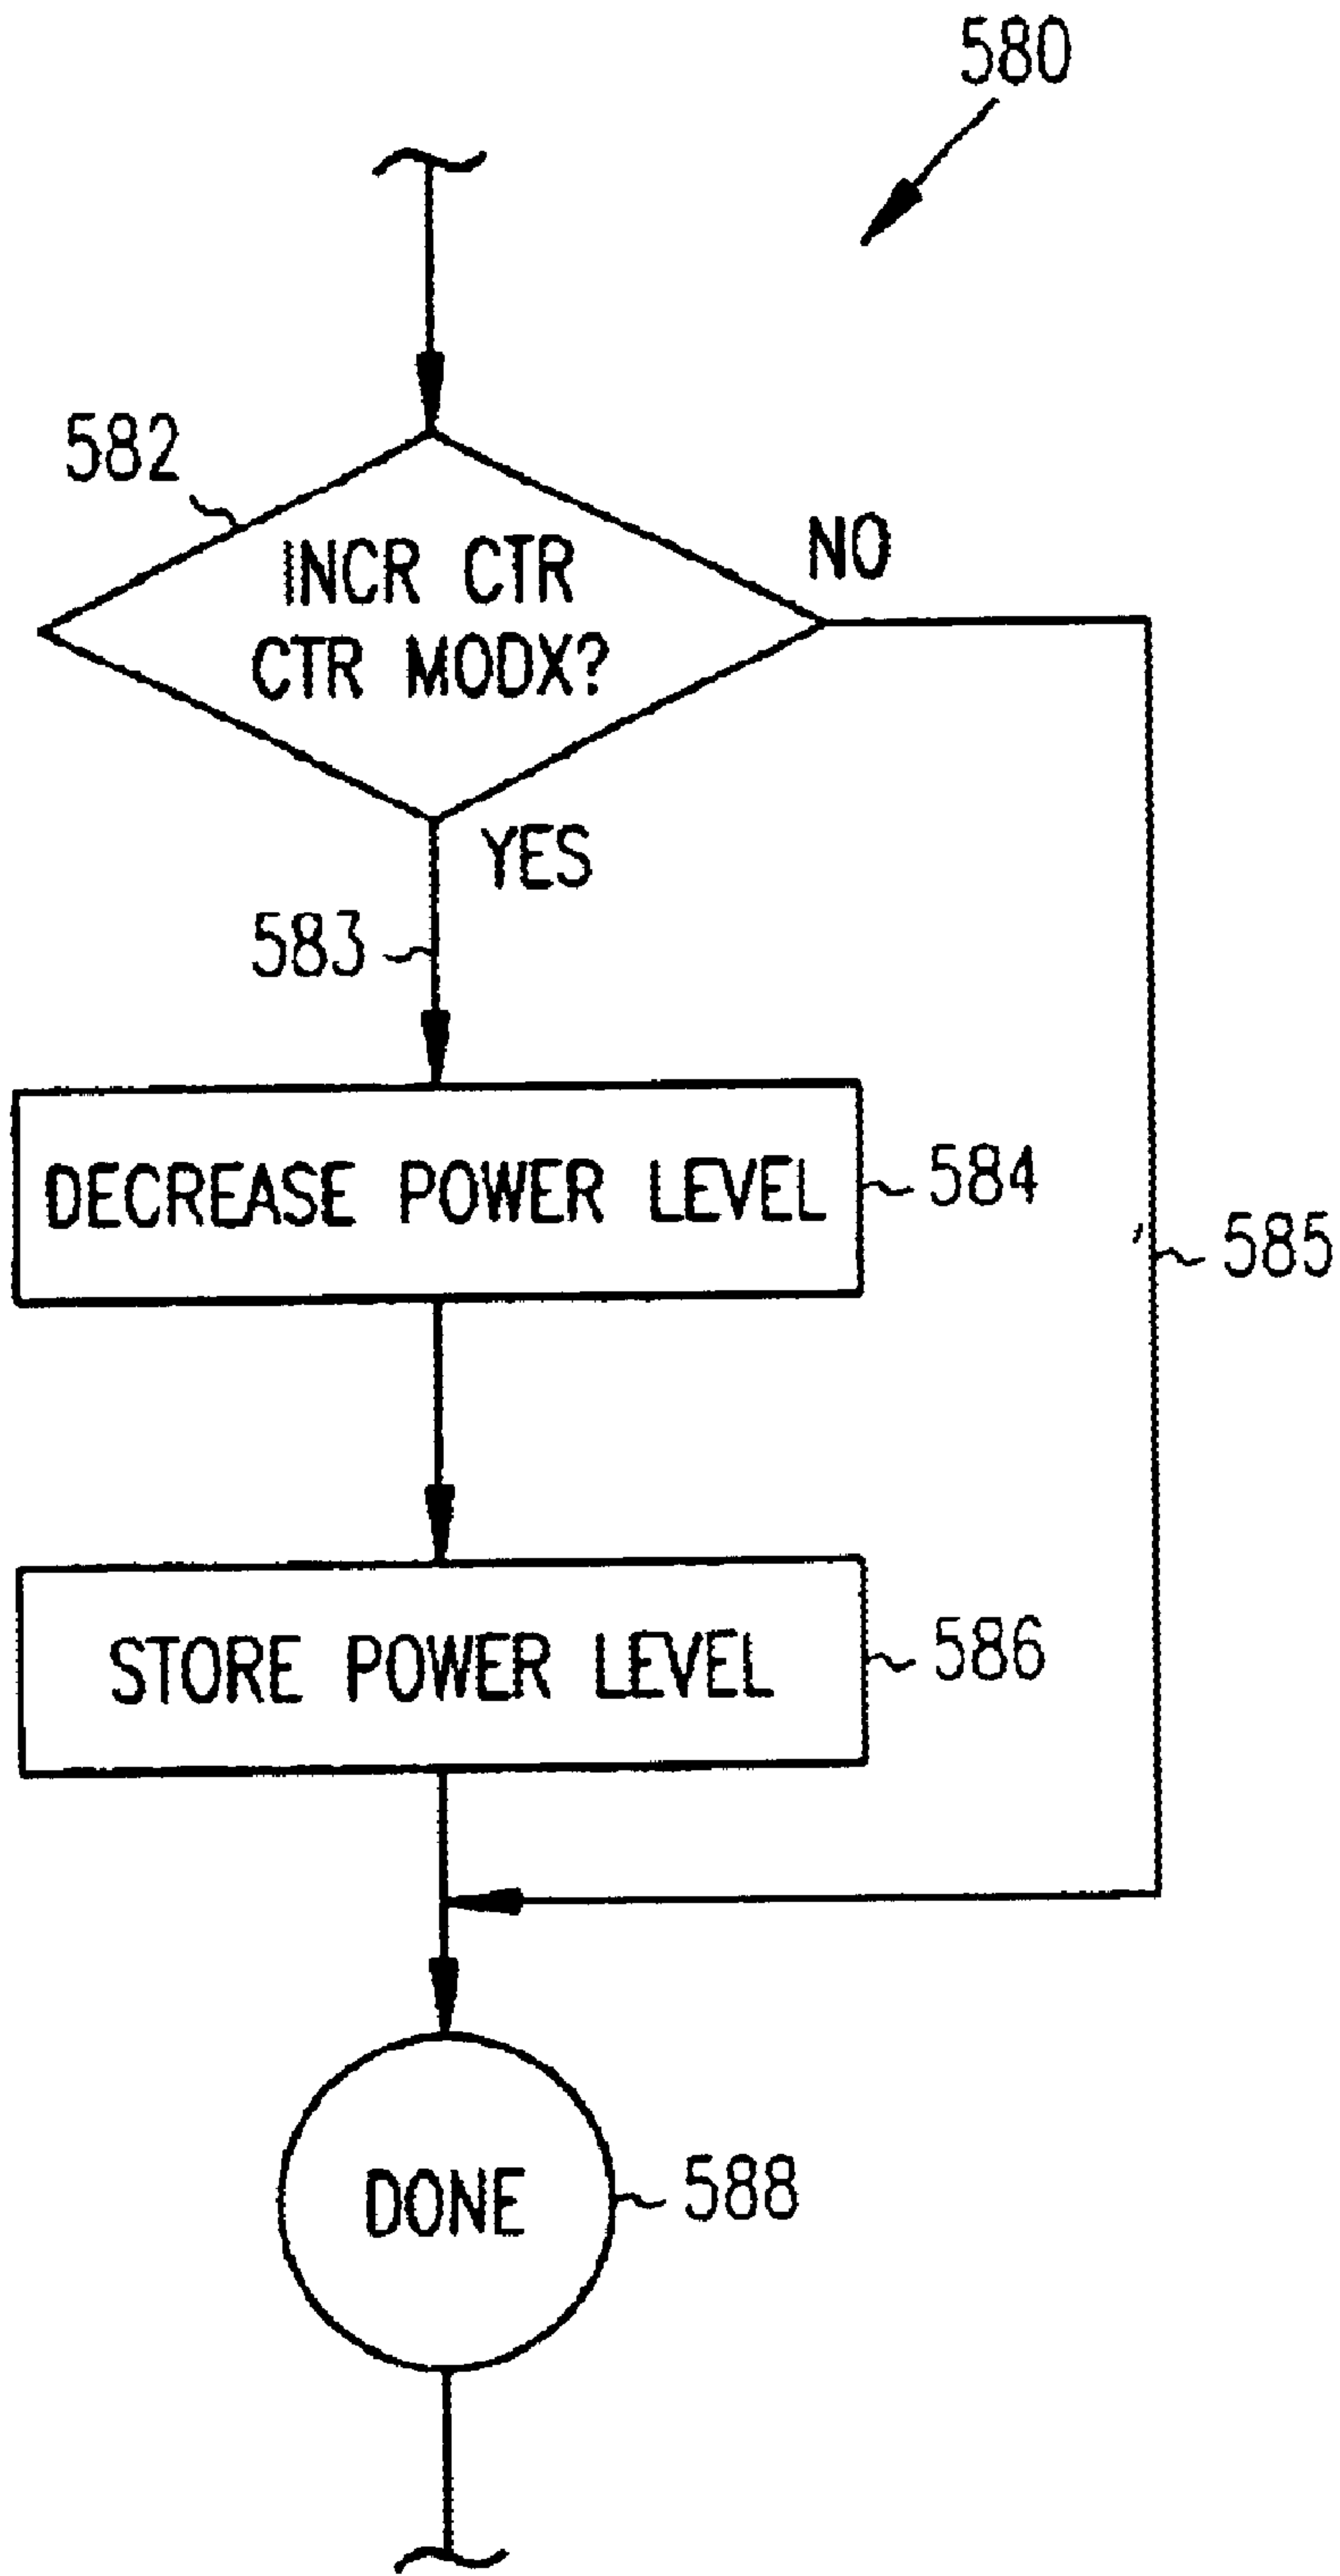 580
582
INCR CTR
CTR MODX?
NO
YES
583
DECREASE POWER LEVEL
584
585
STORE POWER LEVEL
586
DONE
588